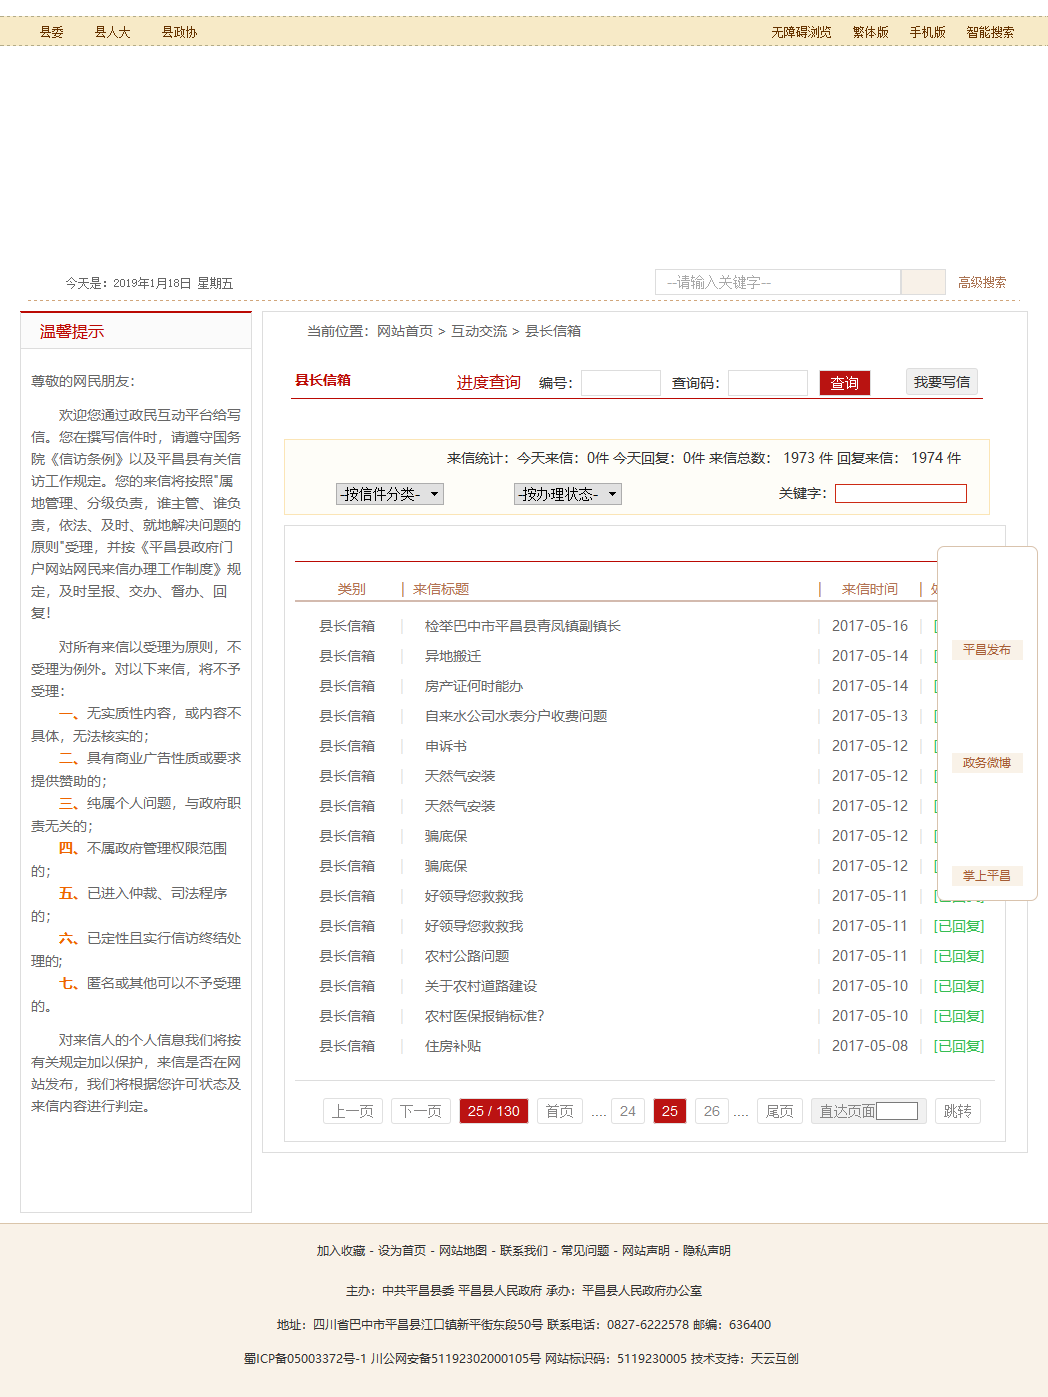 县委 县人大 县政协 无障碍浏览 繁体版 手机版 智能搜索
今天是：2019年1月18日 星期五 --请输入关键字-- 高级搜索
温馨提示
尊敬的网民朋友：
欢迎您通过政民互动平台给写
信。您在撰写信件时，请遵守国务
院《信访条例》以及平昌县有关信
访工作规定。您的来信将按照"属
地管理、分级负责，谁主管、谁负
责，依法、及时、就地解决问题的
原则"受理，并按《平昌县政府门
户网站网民来信办理工作制度》规
定，及时呈报、交办、督办、回
复！
对所有来信以受理为原则，不
受理为例外。对以下来信，将不予
受理：
一、无实质性内容，或内容不
具体，无法核实的；
二、具有商业广告性质或要求
提供赞助的；
三、纯属个人问题，与政府职
责无关的；
四、不属政府管理权限范围
的；
五、已进入仲裁、司法程序
的；
六、已定性且实行信访终结处
理的;
七、匿名或其他可以不予受理
的。
对来信人的个人信息我们将按
有关规定加以保护，来信是否在网
站发布，我们将根据您许可状态及
来信内容进行判定。
当前位置：网站首页 > 互动交流 > 县长信箱
县长信箱 进度查询 编号： 查询码： 查询 我要写信
来信统计：今天来信：0件 今天回复：0件 来信总数： 1973 件 回复来信： 1974 件
-按信件分类- -按办理状态- 关键字：
类别 来信标题 来信时间
县长信箱 检举巴中市平昌县青凤镇副镇长 2017-05-16
县长信箱 异地搬迁 2017-05-14
县长信箱 房产证何时能办 2017-05-14
县长信箱 自来水公司水表分户收费问题 2017-05-13
县长信箱 申诉书 2017-05-12
县长信箱 天然气安装 2017-05-12
县长信箱 天然气安装 2017-05-12
县长信箱 骗底保 2017-05-12
县长信箱 骗底保 2017-05-12
县长信箱 好领导您救救我 2017-05-11
县长信箱 好领导您救救我 2017-05-11 [已回复]
县长信箱 农村公路问题 2017-05-11 [已回复]
县长信箱 关于农村道路建设 2017-05-10 [已回复]
县长信箱 农村医保报销标准？ 2017-05-10 [已回复]
县长信箱 住房补贴 2017-05-08 [已回复]
上一页 下一页 25 / 130 首页 .... 24 25 26 .... 尾页 直达页面 跳转
平昌发布
政务微博
掌上平昌
加入收藏 - 设为首页 - 网站地图 - 联系我们 - 常见问题 - 网站声明 - 隐私声明
主办：中共平昌县委 平昌县人民政府 承办：平昌县人民政府办公室
地址：四川省巴中市平昌县江口镇新平街东段50号 联系电话：0827-6222578 邮编：636400
蜀ICP备05003372号-1 川公网安备51192302000105号 网站标识码：5119230005 技术支持：天云互创